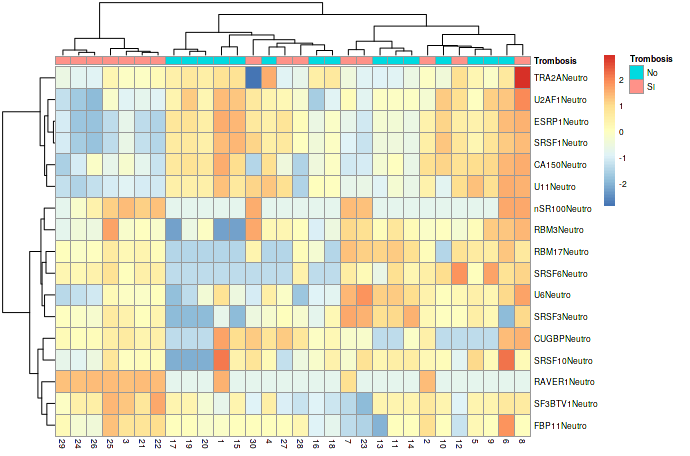 Trombosis
TRA2ANeutro
U2AF1Neutro
ESRP1Neutro
SRSF1Neutro
CA150Neutro
U11Neutro
nSR100Neutro
RBM3Neutro
RBM17Neutro
SRSF6Neutro
U6Neutro
SRSF3Neutro
CUGBPNeutro
SRSF10Neutro
RAVER1Neutro
SF3BTV1Neutro
FBP11Neutro
29 24 26 25 3 21 22 17 19 20 1 15 30 4 27 28 16 18 7 23 13 11 14 2 10 12 5 9 6 8
2
1
0
-1
-2
Trombosis
No
SI